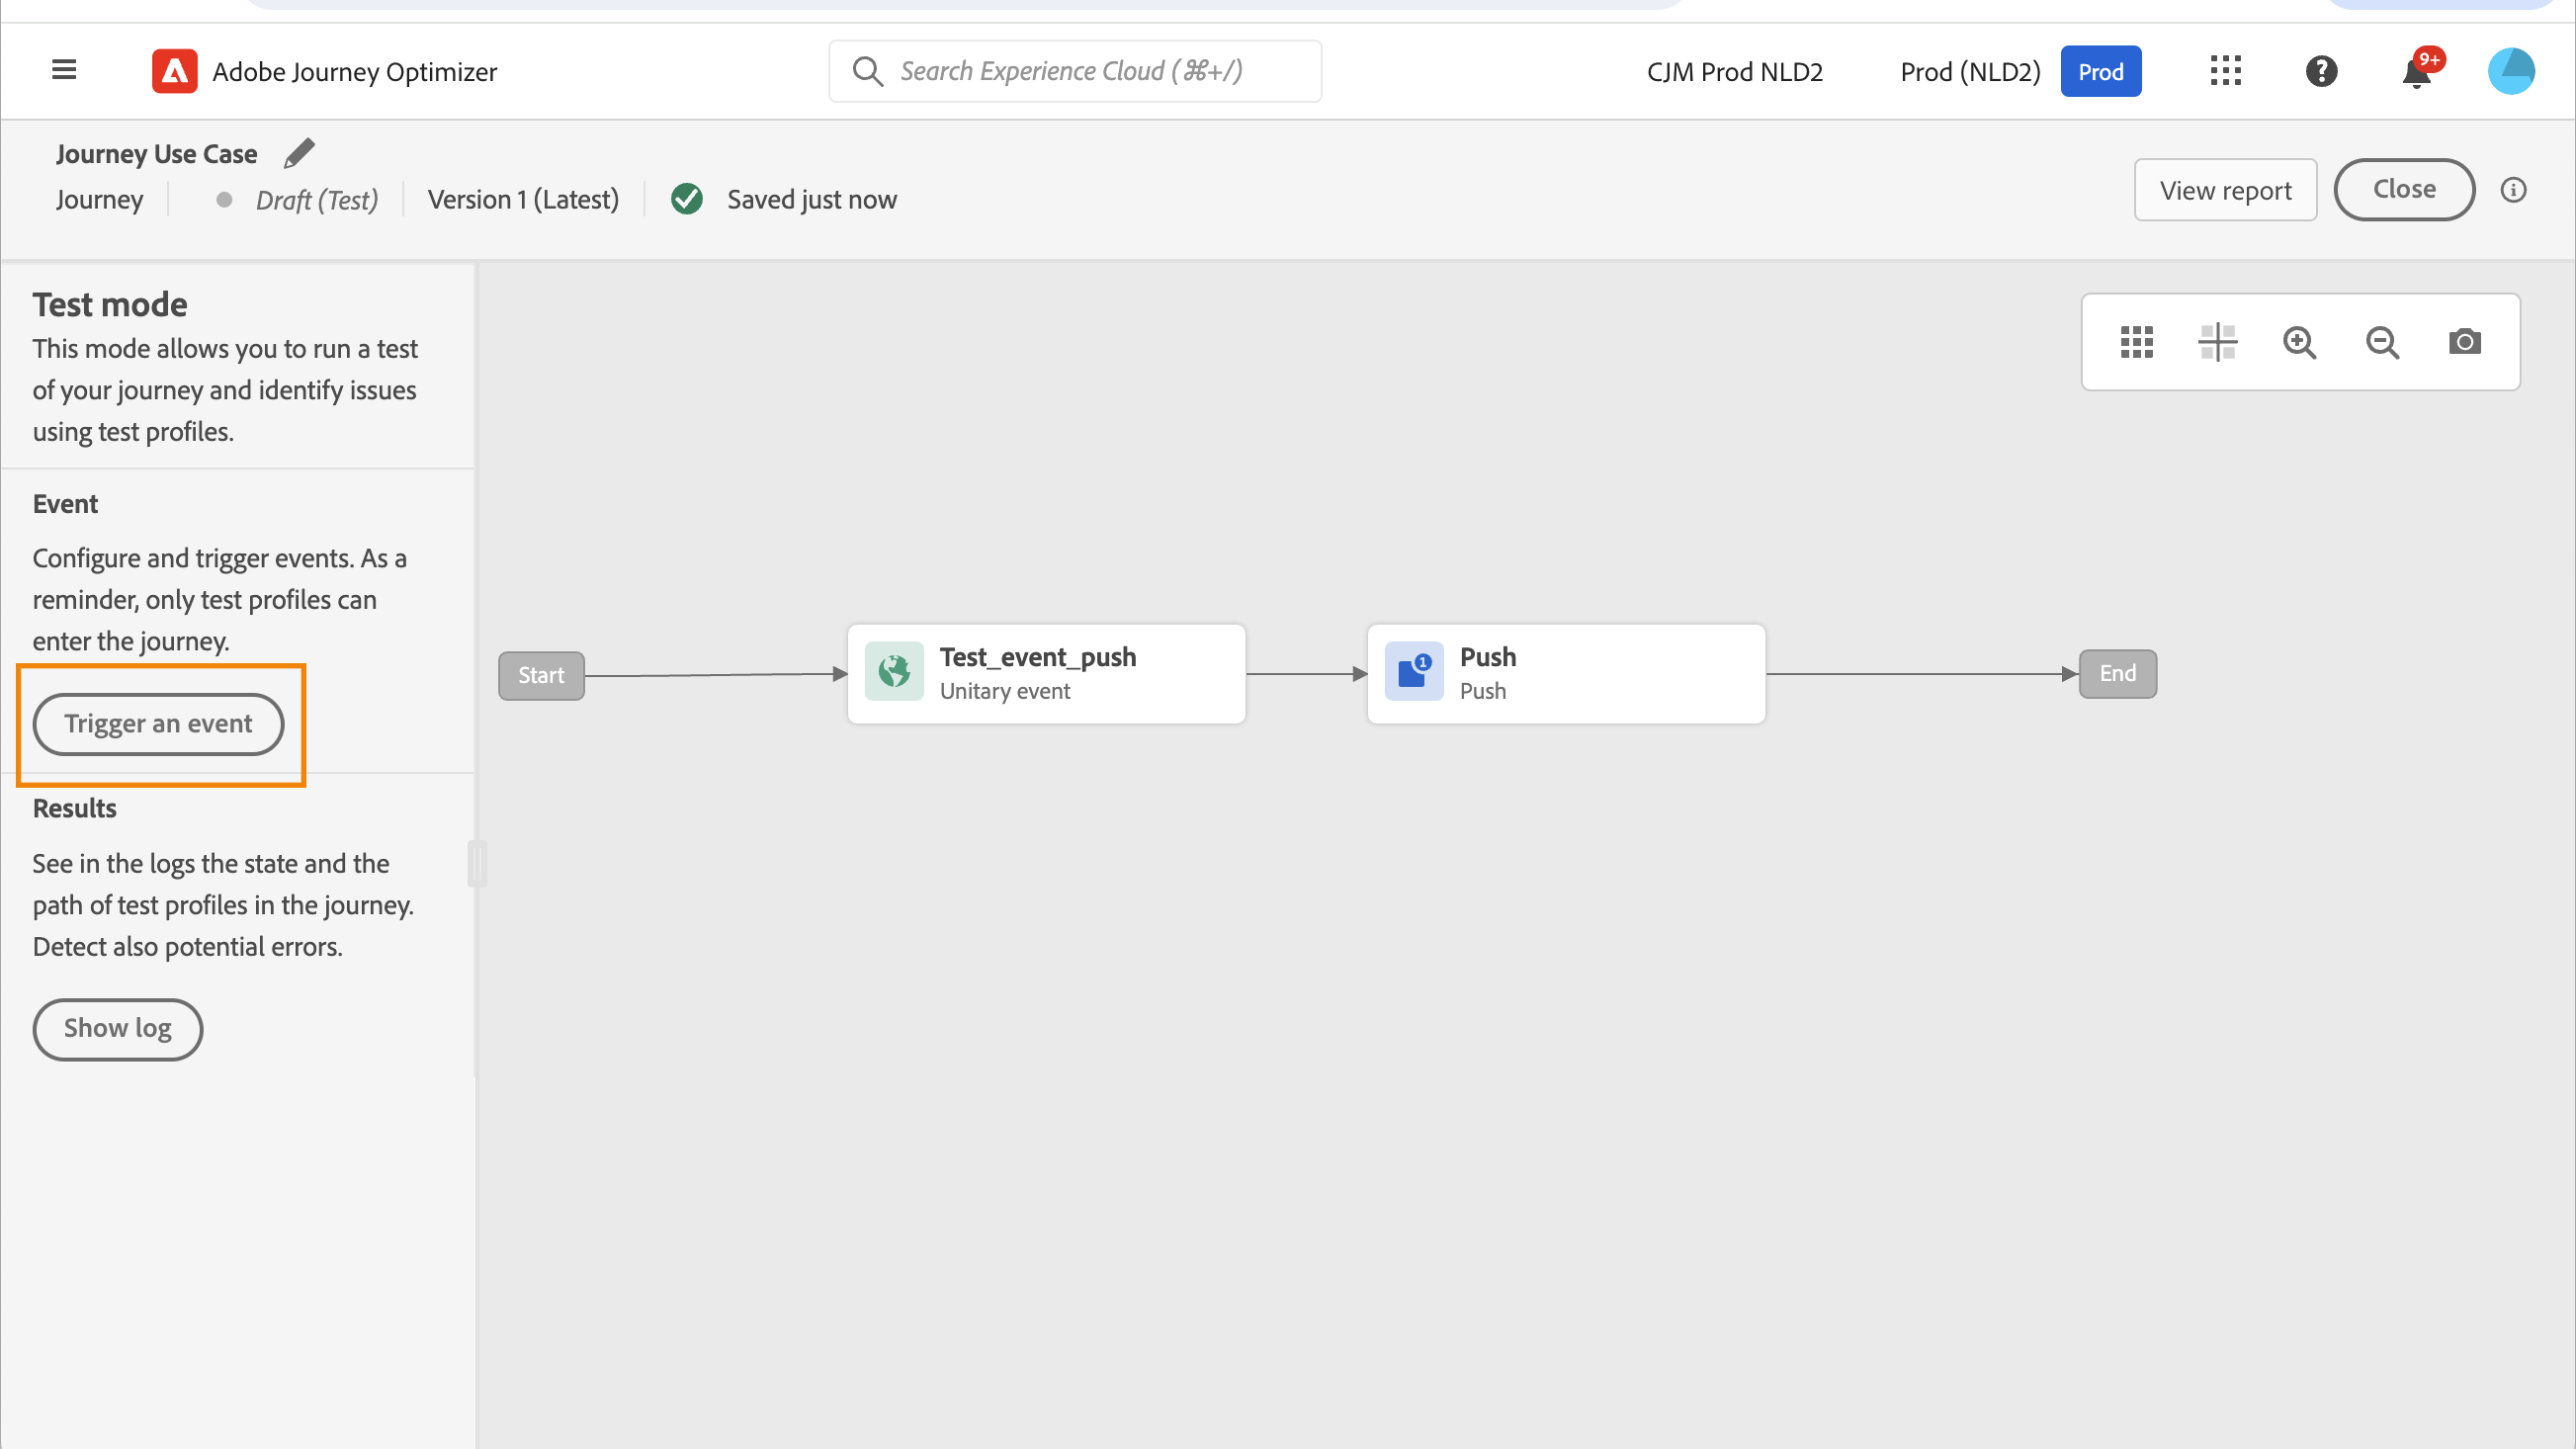 Adobe Journey Optimizer
Search Experience Cloud (⌘+/)
CJM Prod NLD2
Prod (NLD2)
Prod
9+
Journey Use Case
Journey
Draft (Test)
Version 1 (Latest)
Saved just now
View report
Close
Test mode
This mode allows you to run a test
of your journey and identify issues
using test profiles.
Event
Configure and trigger events. As a
reminder, only test profiles can
enter the journey.
Trigger an event
Results
See in the logs the state and the
path of test profiles in the journey.
Detect also potential errors.
Show log
Start
Test_event_push
Unitary event
1
Push
Push
End